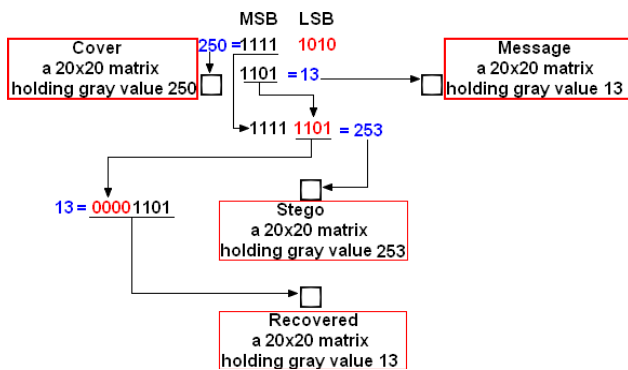 MSB LSB
Cover
a 20x20 matrix
holding gray value 250
250 = 1111 1010
1101 = 13
Message
a 20x20 matrix
holding gray value 13
1111 1101 = 253
13 = 00001101
Stego
a 20x20 matrix
holding gray value 253
Recovered
a 20x20 matrix
holding gray value 13